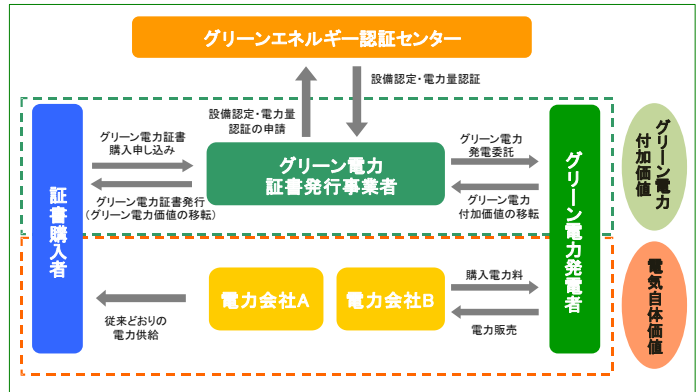 グリーンエネルギー認証センター
設備認定・電力量認証
設備認定・電力量
認証の申請
グリーン電力証書
購入申し込み
グリーン電力
証書発行事業者
グリーン電力
発電委託
グリーン電力証書発行
(グリーン電力価値の移転)
グリーン電力
付加価値の移転
証書購入者
グリーン電力発電者
グリーン電力
付加価値
電力会社A
電力会社B
購入電力料
電力販売
従来どおりの
電力供給
電気自体価値